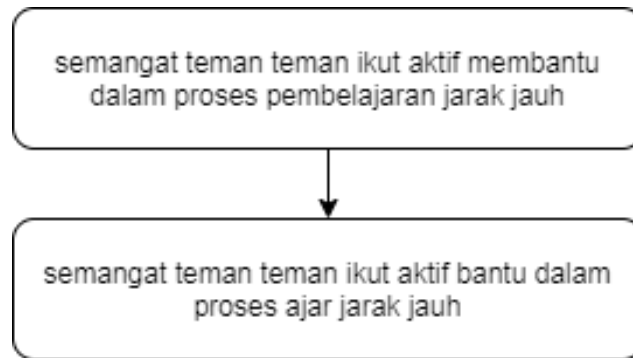 semangat teman teman ikut aktif membantu
dalam proses pembelajaran jarak jauh
semangat teman teman ikut aktif bantu dalam
proses ajar jarak jauh